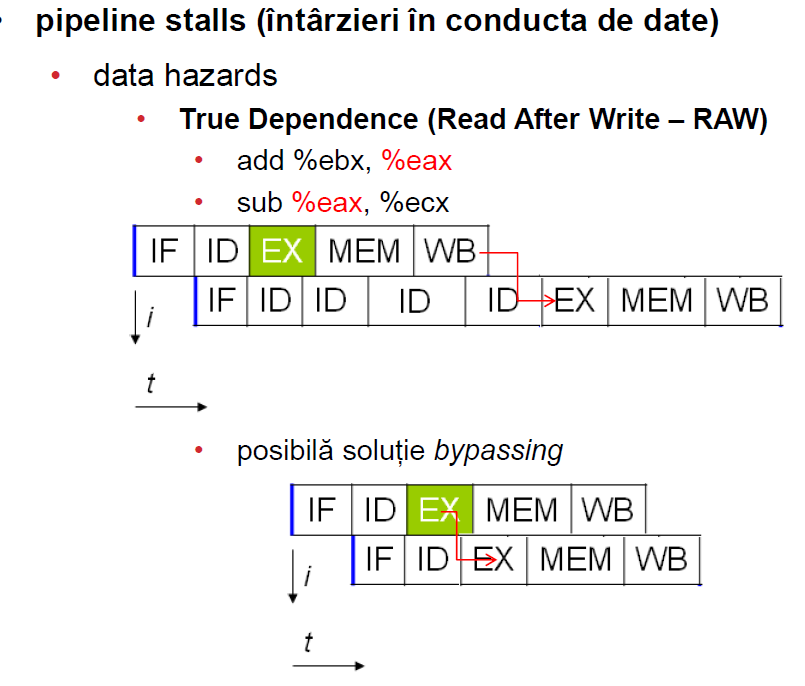 • pipeline stalls (întârzieri în conducta de date)
• data hazards
• True Dependence (Read After Write – RAW)
• add %ebx, %eax
• sub %eax, %ecx
IF ID EX MEM WB
IF ID ID ID ID EX MEM WB
i
t
• posibilă soluție bypassing
IF ID EX MEM WB
IF ID EX MEM WB
i
t